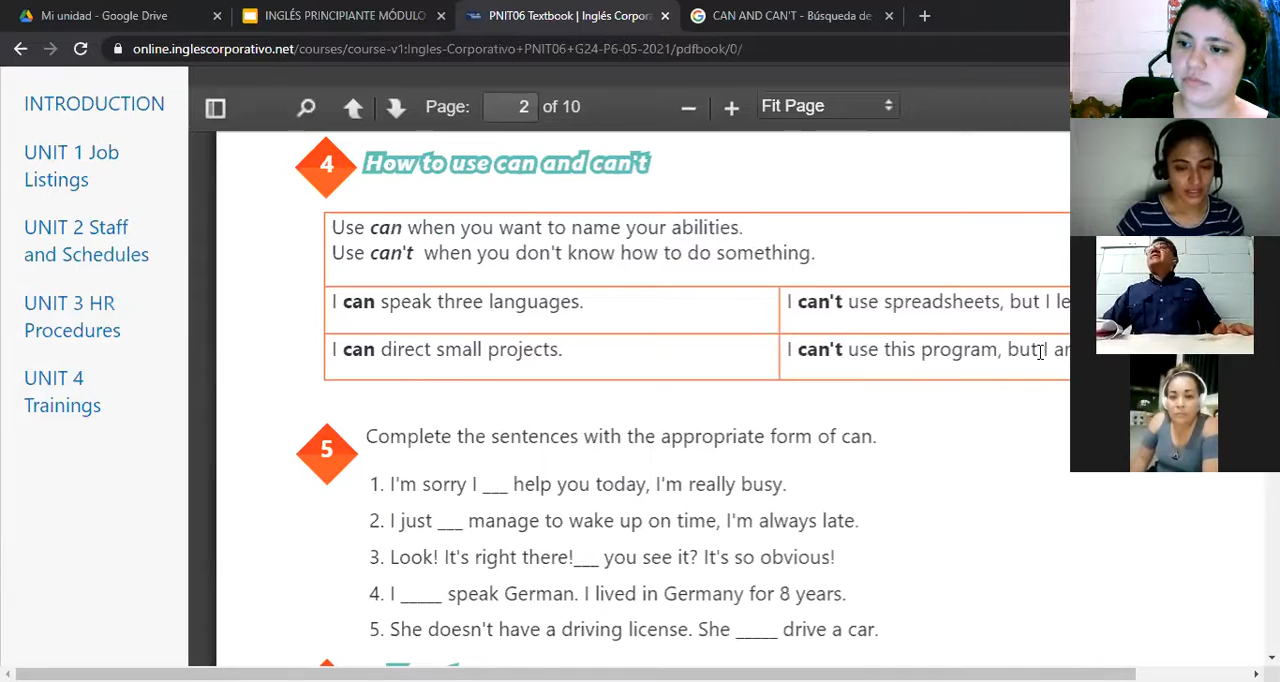 Mi unidad - Google Drive
INGLÉS PRINCIPIANTE MÓDULO
PNIT06 Textbook | Inglés Corpor
CAN AND CAN'T - Búsqueda de
online.inglescorporativo.net/courses/course-v1:Ingles-Corporativo+PNIT06+G24-P6-05-2021/pdfbook/0/
INTRODUCTION
UNIT 1 Job
Listings
UNIT 2 Staff
and Schedules
UNIT 3 HR
Procedures
UNIT 4
Trainings
Page: 2 of 10
Fit Page
4 How to use can and can't
Use can when you want to name your abilities.
Use can't when you don't know how to do something.
I can speak three languages.
I can't use spreadsheets, but I le
I can direct small projects.
I can't use this program, but I ar
5 Complete the sentences with the appropriate form of can.
1. I'm sorry I ___ help you today, I'm really busy.
2. I just ___ manage to wake up on time, I'm always late.
3. Look! It's right there!___ you see it? It's so obvious!
4. I _____ speak German. I lived in Germany for 8 years.
5. She doesn't have a driving license. She _____ drive a car.